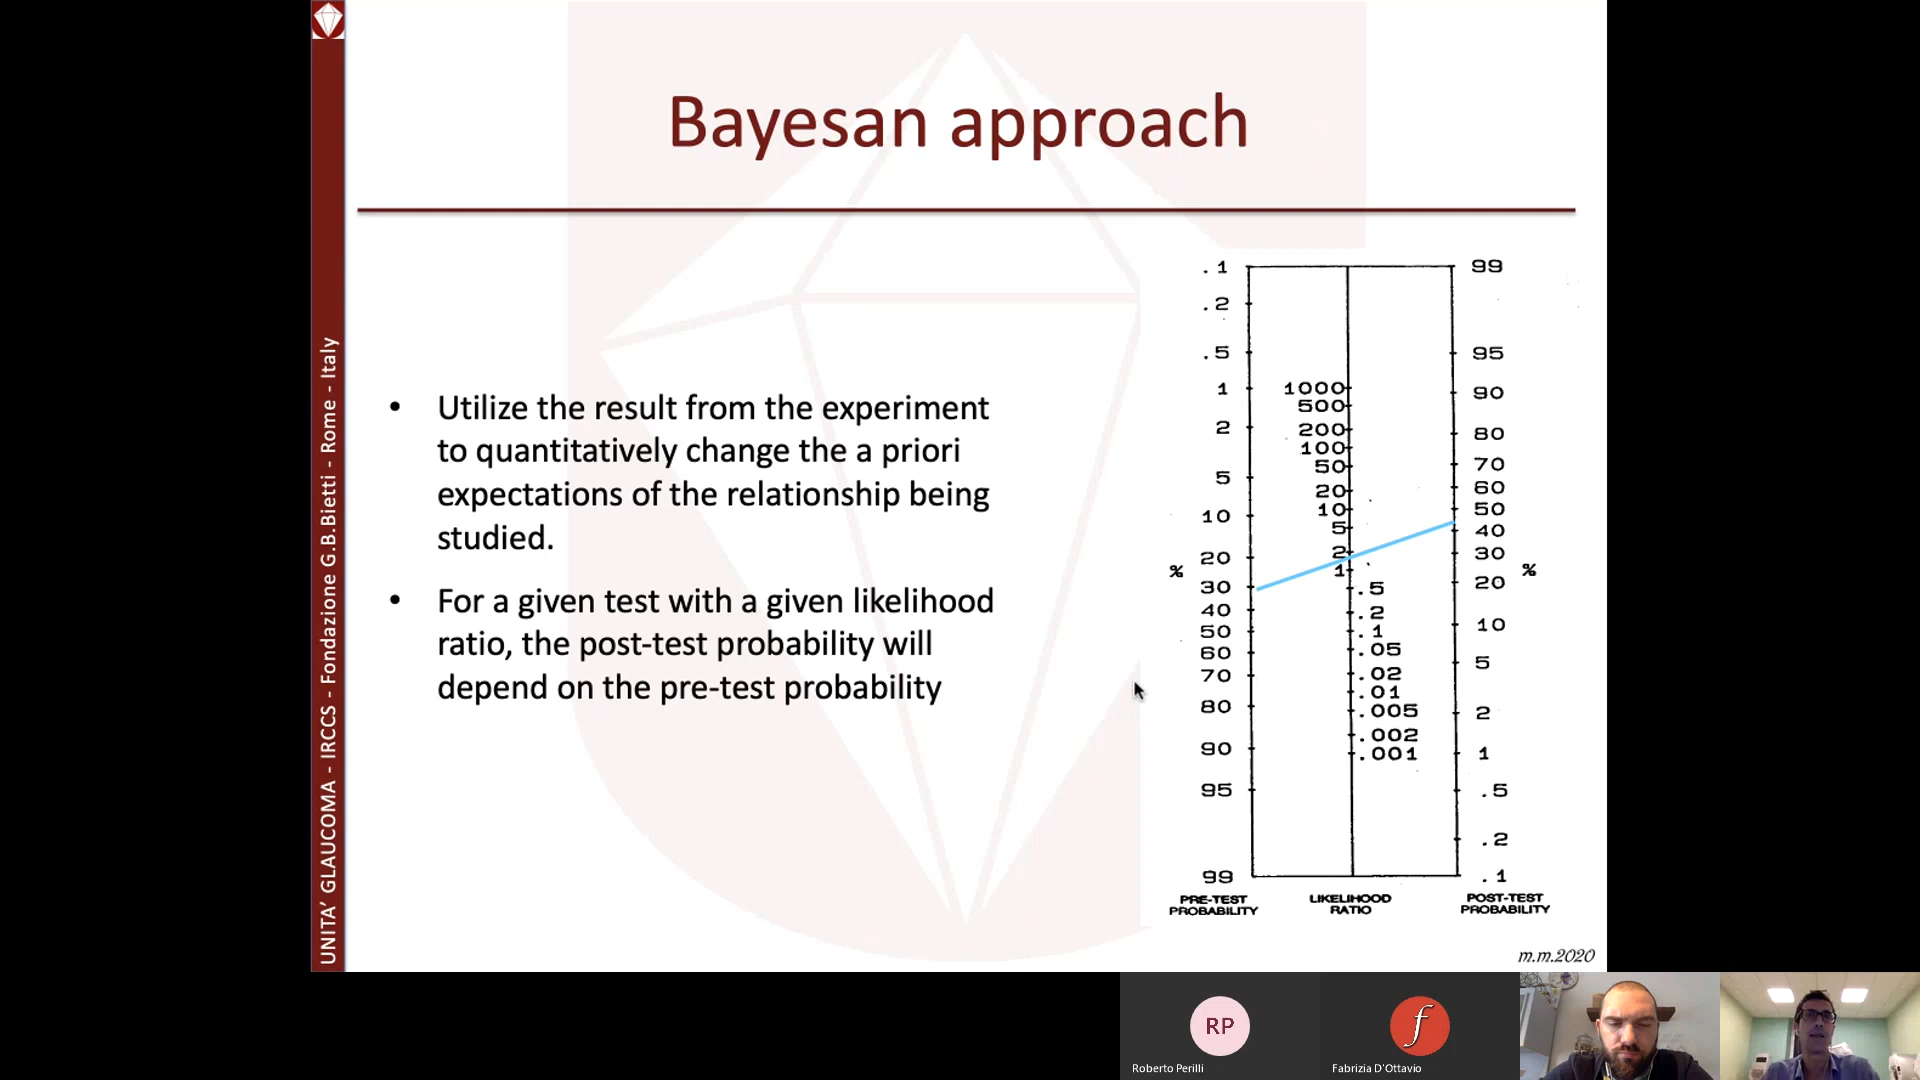 Bayesan approach
UNITA' GLAUCOMA - IRCCS - Fondazione G.B.Bietti - Rome - Italy
• Utilize the result from the experiment
to quantitatively change the a priori
expectations of the relationship being
studied.
• For a given test with a given likelihood
ratio, the post-test probability will
depend on the pre-test probability
.1
.2
.5
1
2
5
10
20
%
30
40
50
60
70
80
90
95
99
PRE-TEST
PROBABILITY
1000
500
200
100
50
20
10
5
2
1
.5
.2
.1
.05
.02
.01
.005
.002
.001
LIKELIHOOD
RATIO
99
95
90
80
70
60
50
40
30
%
20
10
5
2
1
.5
.2
.1
POST-TEST
PROBABILITY
m.m.2020
RP
Roberto Perilli
f
Fabrizia D'Ottavio